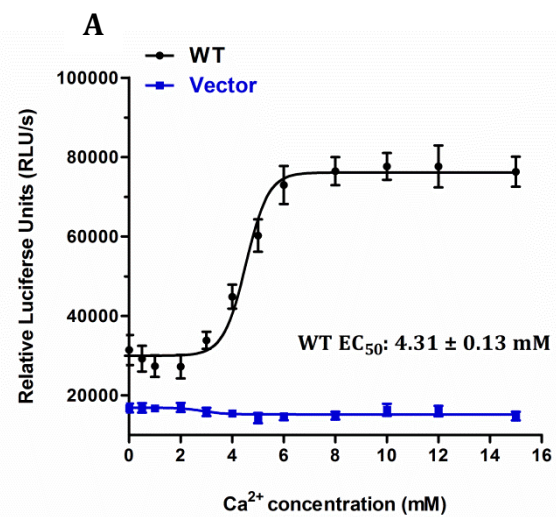 A
WT
Vector
Relative Luciferse Units (RLU/s)
100000
80000
60000
40000
20000
WT EC₅₀: 4.31 ± 0.13 mM
0 2 4 6 8 10 12 14 16
Ca²⁺ concentration (mM)